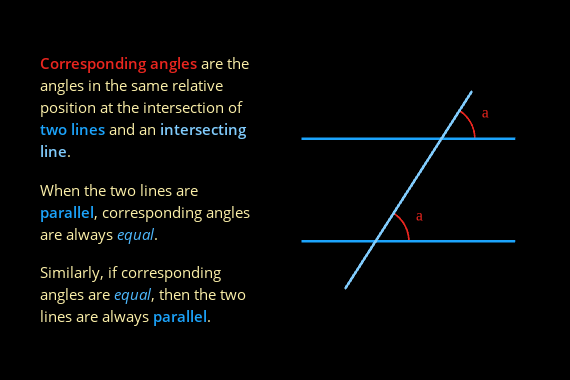 Corresponding angles are the
angles in the same relative
position at the intersection of
two lines and an intersecting
line.
When the two lines are
parallel, corresponding angles
are always equal.
Similarly, if corresponding
angles are equal, then the two
lines are always parallel.
a
a